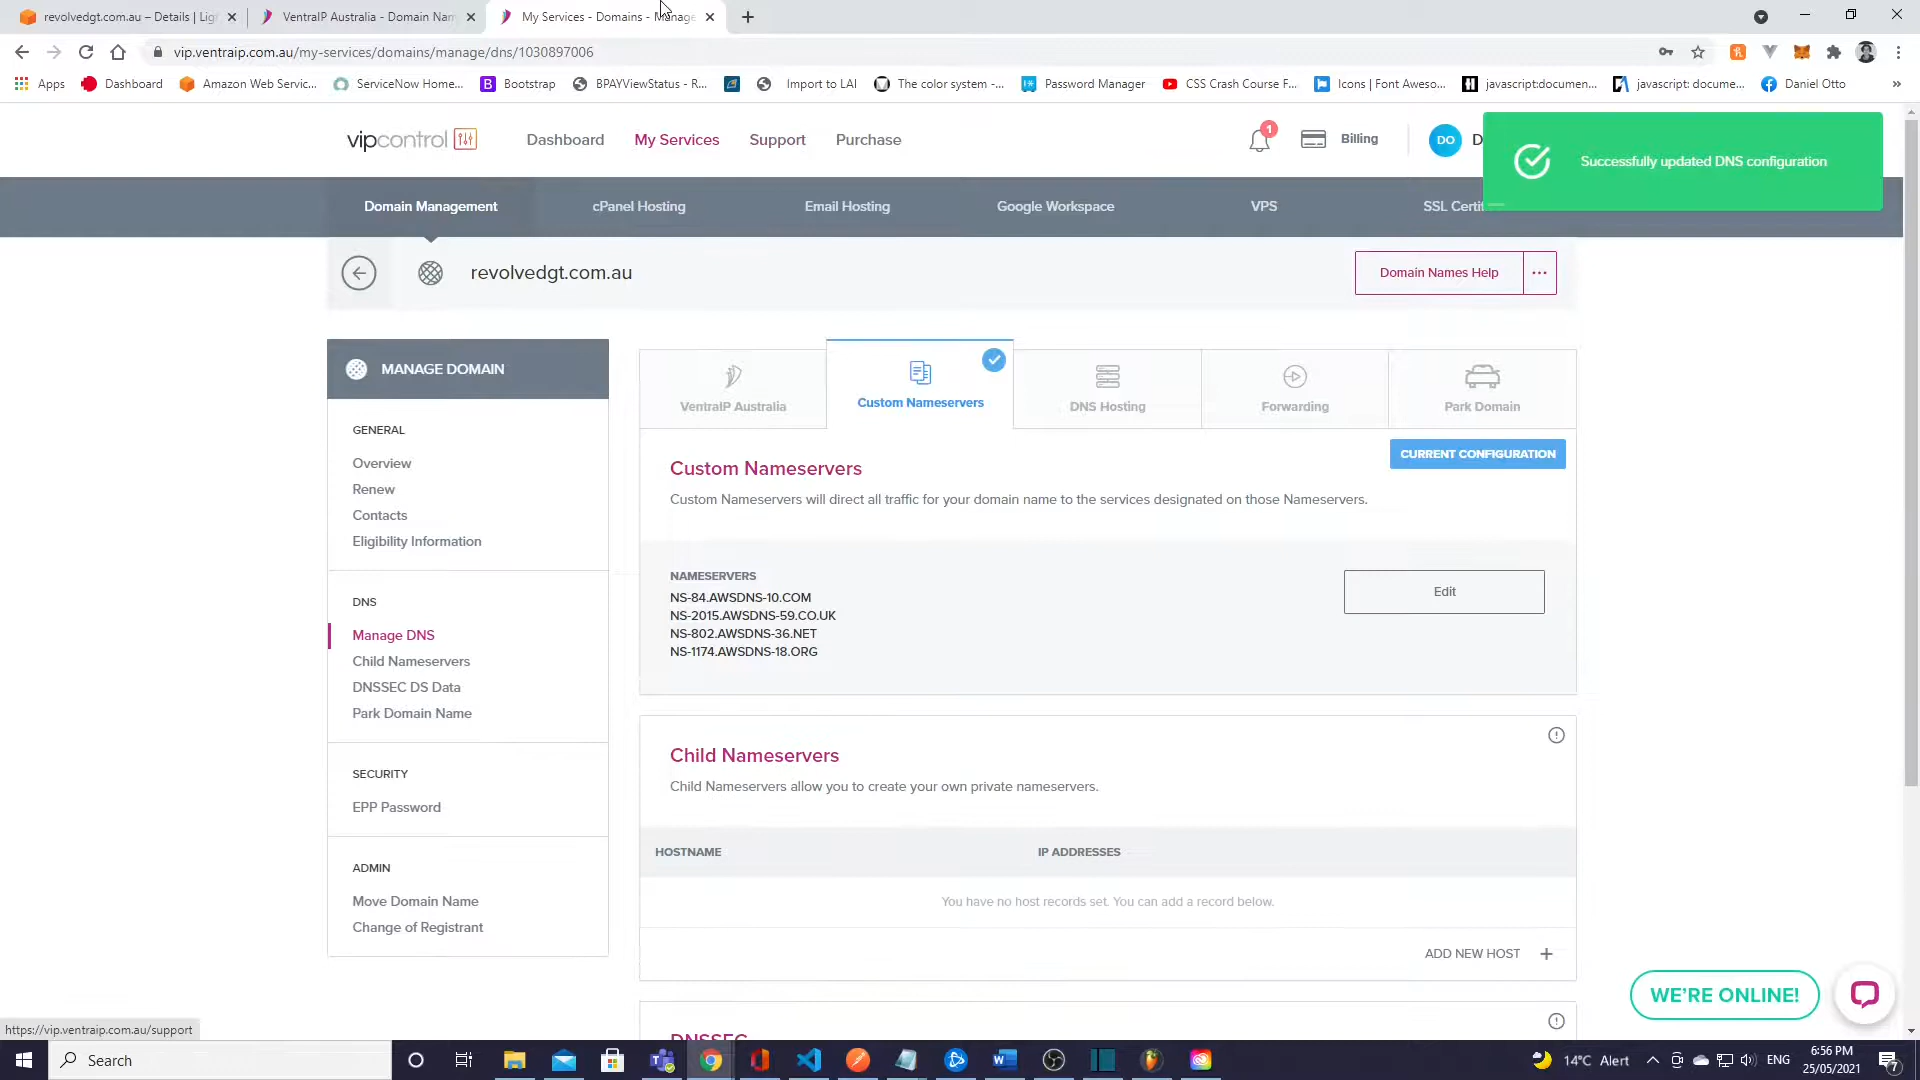 revolvedgt.com.au – Details | Lig
VentraIP Australia - Domain Nam
My Services - Domains - Manage
vip.ventraip.com.au/my-services/domains/manage/dns/1030897006
Apps
Dashboard
Amazon Web Servic...
ServiceNow Home...
Bootstrap
BPAYViewStatus - R...
Import to LAI
The color system -...
Password Manager
CSS Crash Course F...
Icons | Font Aweso...
javascript:documen...
javascript: docume...
Daniel Otto
»
vipcontrol
Dashboard
My Services
Support
Purchase
1
Billing
DO
D
Successfully updated DNS configuration
Domain Management
cPanel Hosting
Email Hosting
Google Workspace
VPS
SSL Certif
revolvedgt.com.au
Domain Names Help
MANAGE DOMAIN
GENERAL
Overview
Renew
Contacts
Eligibility Information
DNS
Manage DNS
Child Nameservers
DNSSEC DS Data
Park Domain Name
SECURITY
EPP Password
ADMIN
Move Domain Name
Change of Registrant
VentraIP Australia
Custom Nameservers
DNS Hosting
Forwarding
Park Domain
CURRENT CONFIGURATION
Custom Nameservers
Custom Nameservers will direct all traffic for your domain name to the services designated on those Nameservers.
NAMESERVERS
NS-84.AWSDNS-10.COM
NS-2015.AWSDNS-59.CO.UK
NS-802.AWSDNS-36.NET
NS-1174.AWSDNS-18.ORG
Edit
Child Nameservers
Child Nameservers allow you to create your own private nameservers.
HOSTNAME
IP ADDRESSES
You have no host records set. You can add a record below.
ADD NEW HOST +
DNSSEC
WE'RE ONLINE!
https://vip.ventraip.com.au/support
Search
14°C Alert
ENG
6:56 PM
25/05/2021
7